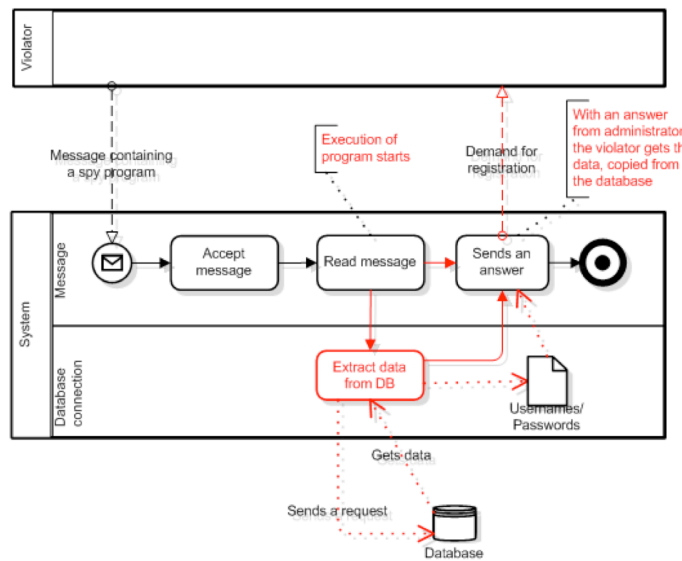 Violator
Message containing
a spy program
Execution of
program starts
Demand for
registration
With an answer
from administrator
the violator gets th
data, copied from
the database
System
Message
Accept
message
Read message
Sends an
answer
Database
connection
Extract data
from DB
Usernames/
Passwords
Gets data
Sends a request
Database